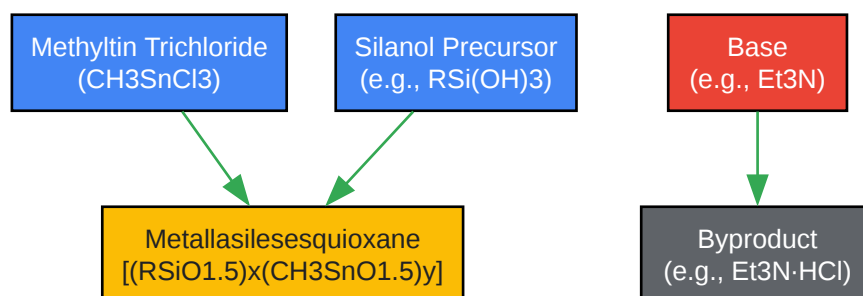 Methyltin Trichloride
(CH3SnCl3)
Silanol Precursor
(e.g., RSi(OH)3)
Base
(e.g., Et3N)
Metallasilesesquioxane
[(RSiO1.5)x(CH3SnO1.5)y]
Byproduct
(e.g., Et3N·HCl)